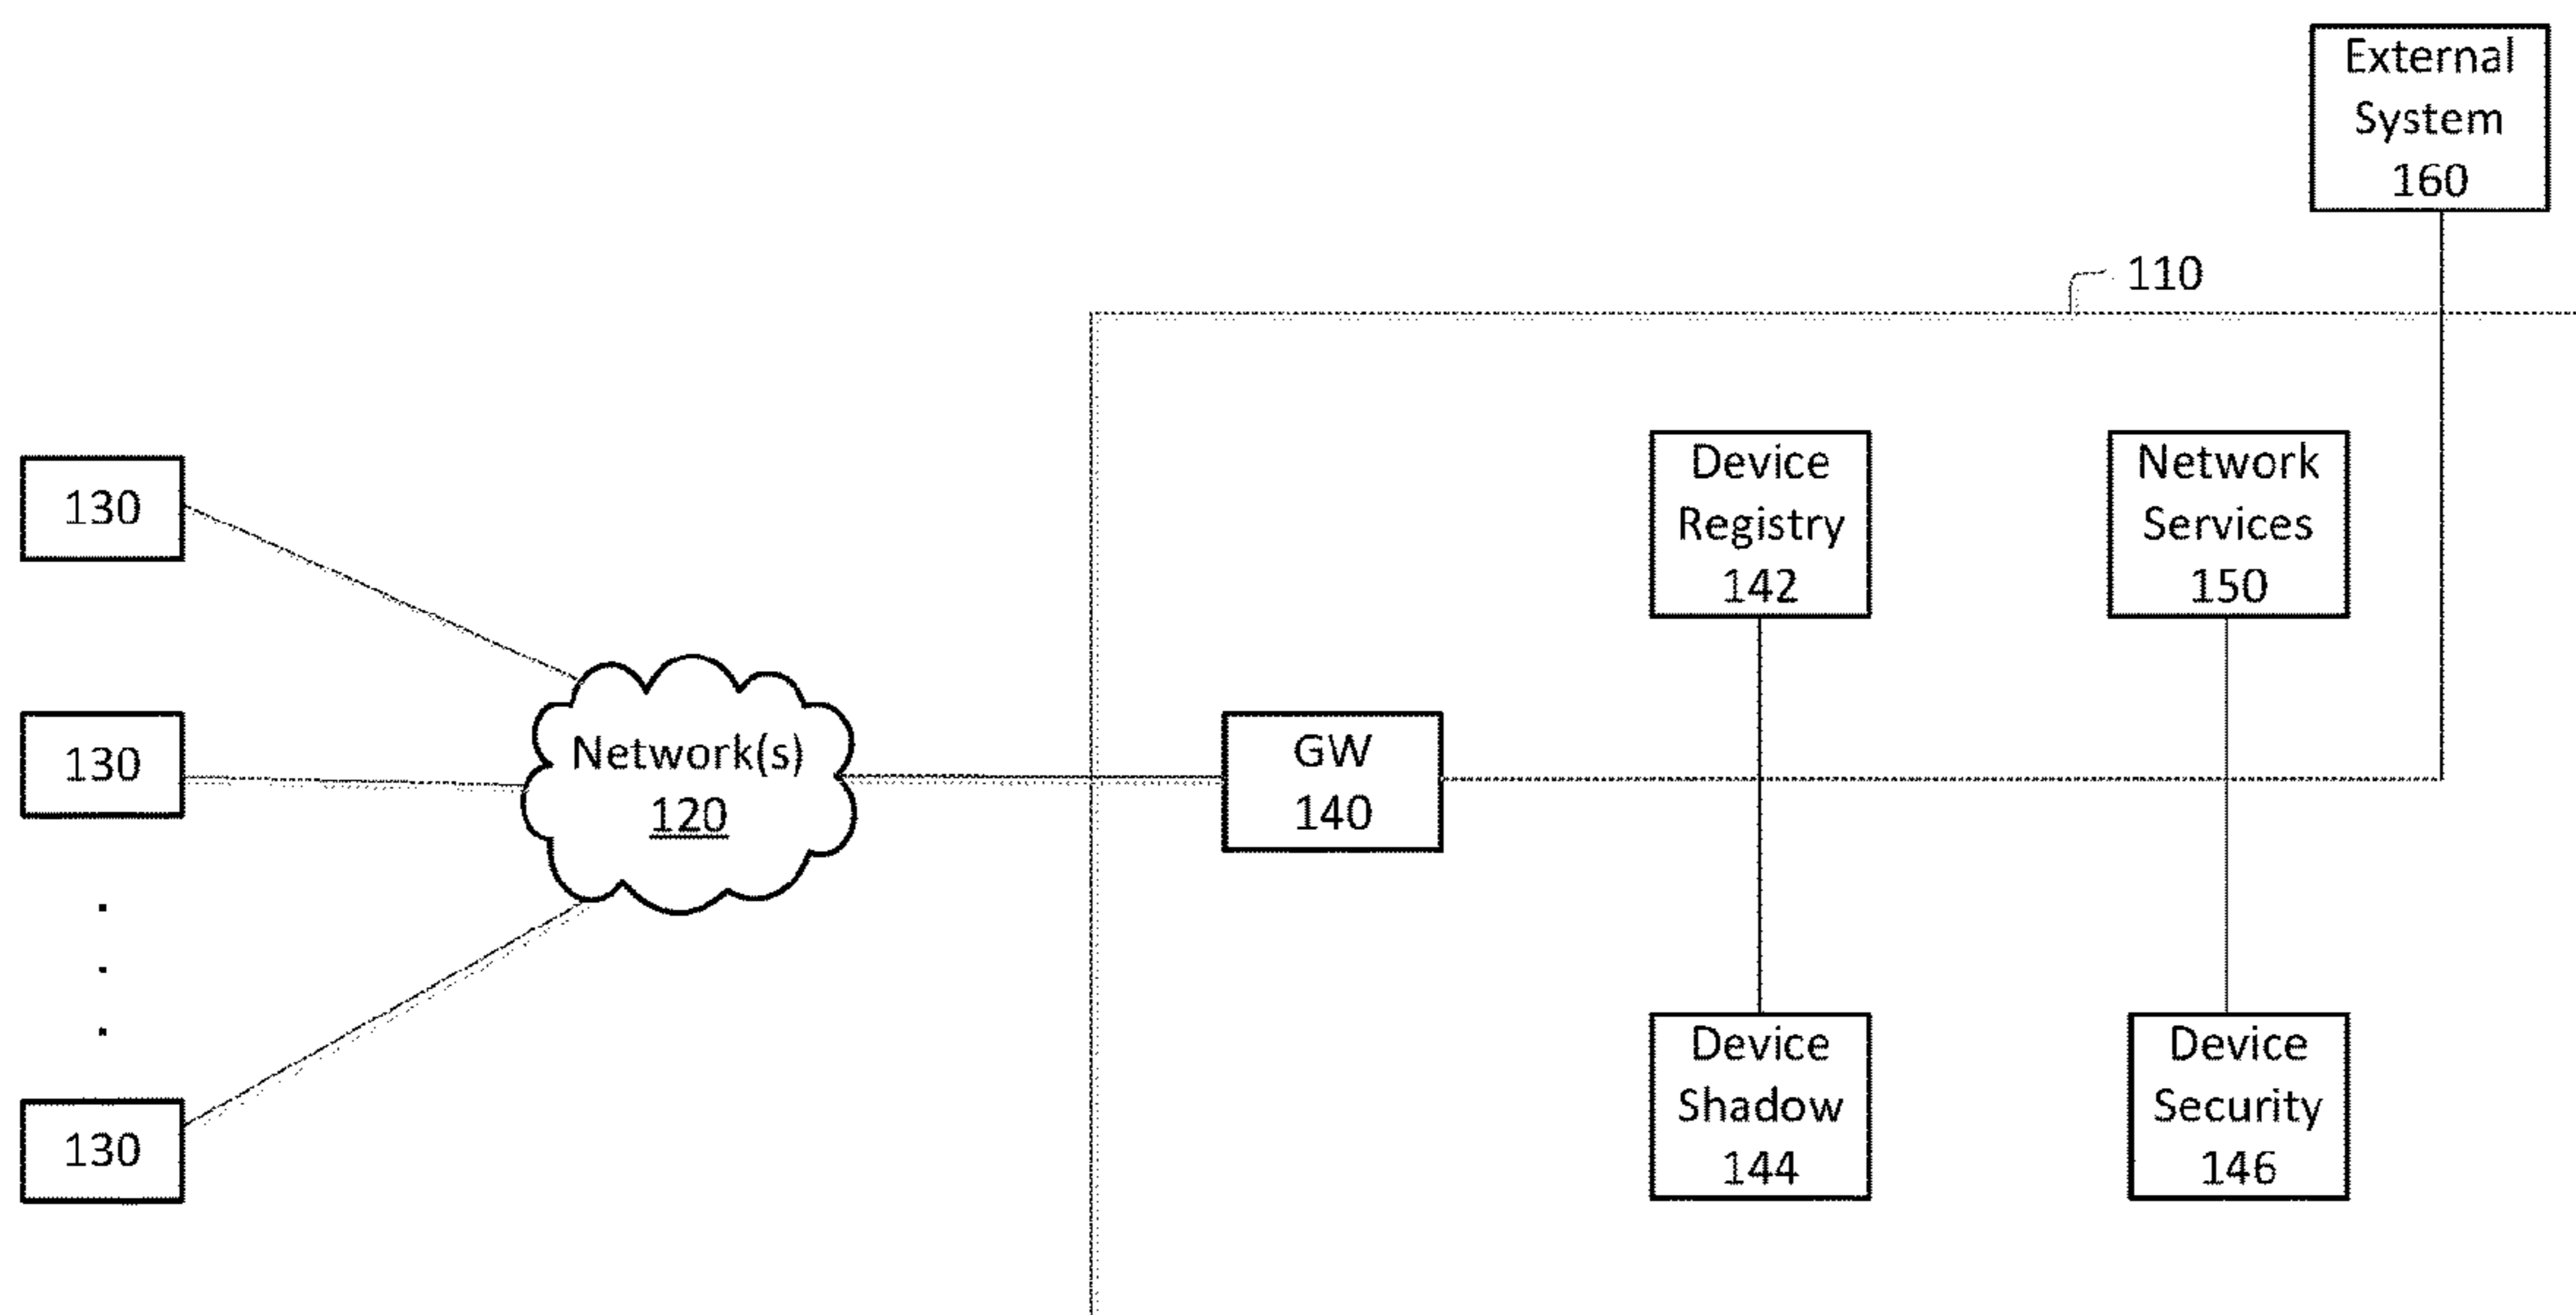 External
System
160
110
Device
Registry
142
Network
Services
150
130
130
Network(s)
120
GW
140
130
Device
Shadow
144
Device
Security
146